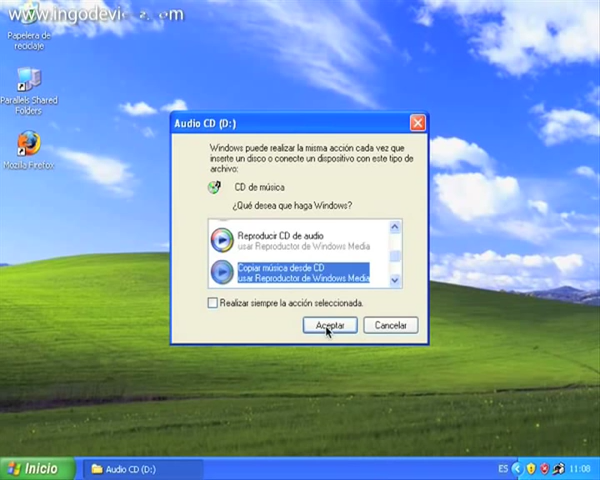 Papelera de
reciclaje
Parallels Shared
Folders
Mozilla Firefox
Audio CD (D:)
Windows puede realizar la misma acción cada vez que
inserte un disco o conecte un dispositivo con este tipo de
archivo:
CD de música
¿Qué desea que haga Windows?
Reproducir CD de audio
usar Reproductor de Windows Media
Copiar música desde CD
usar Reproductor de Windows Media
Realizar siempre la acción seleccionada.
Aceptar
Cancelar
Inicio
Audio CD (D:)
ES
11:08